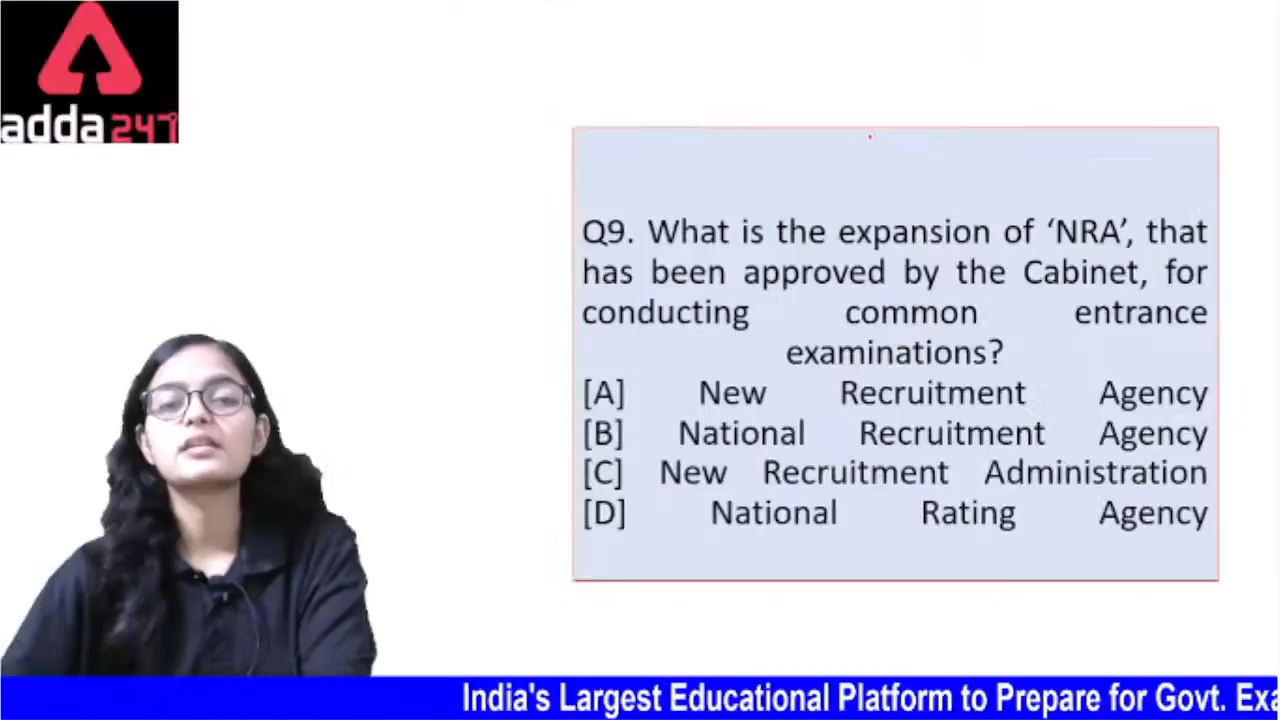 adda247
Q9. What is the expansion of ‘NRA’, that
has been approved by the Cabinet, for
conducting common entrance
examinations?
[A] New Recruitment Agency
[B] National Recruitment Agency
[C] New Recruitment Administration
[D] National Rating Agency
India's Largest Educational Platform to Prepare for Govt. Exa